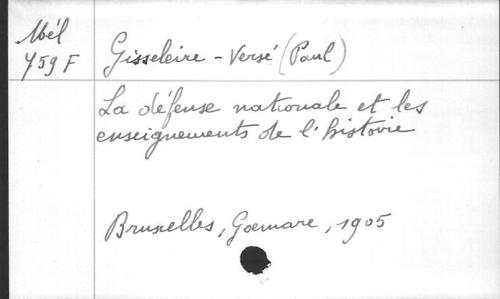 Mél
759 F
Gisseleire - Versé (Paul)
La défense nationale et les
enseignements de l'histoire
Bruxelles, Goemare, 1905